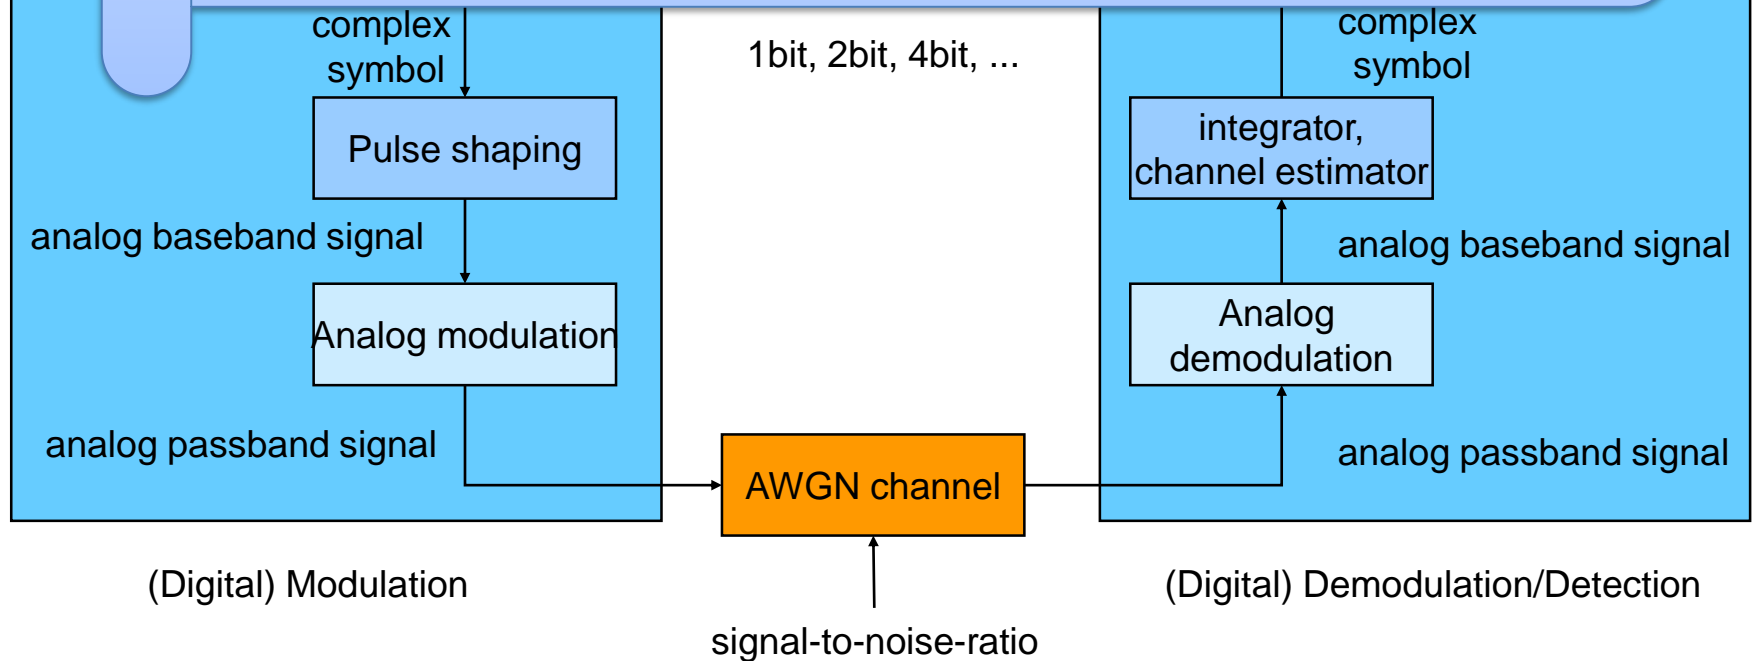 complex
symbol
1bit, 2bit, 4bit, ...
complex
symbol
Pulse shaping
integrator,
channel estimator
analog baseband signal
analog baseband signal
Analog modulation
Analog
demodulation
analog passband signal
analog passband signal
AWGN channel
(Digital) Modulation
(Digital) Demodulation/Detection
signal-to-noise-ratio